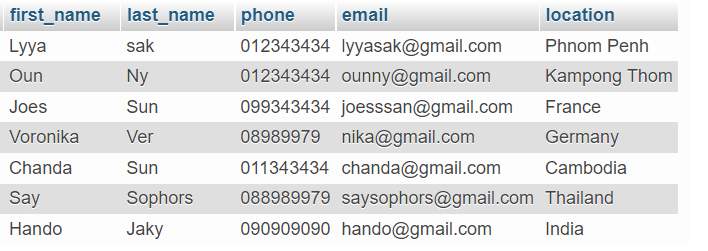 first_name last_name phone email location
Lyya sak 012343434 lyyasak@gmail.com Phnom Penh
Oun Ny 012343434 ounny@gmail.com Kampong Thom
Joes Sun 099343434 joesssan@gmail.com France
Voronika Ver 08989979 nika@gmail.com Germany
Chanda Sun 011343434 chanda@gmail.com Cambodia
Say Sophors 088989979 saysophors@gmail.com Thailand
Hando Jaky 090909090 hando@gmail.com India